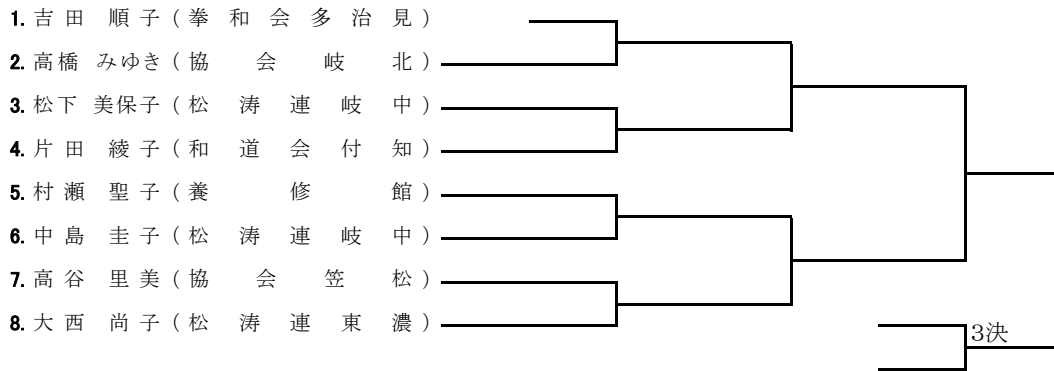 1. 吉田 順子(拳和会多治見)
2. 高橋 みゆき(協会岐北)
3. 松下 美保子(松涛連岐中)
4. 片田 綾子(和道会付知)
5. 村瀬 聖子(養修館)
6. 中島 圭子(松涛連岐中)
7. 高谷 里美(協会笠松)
8. 大西 尚子(松涛連東濃)
3決